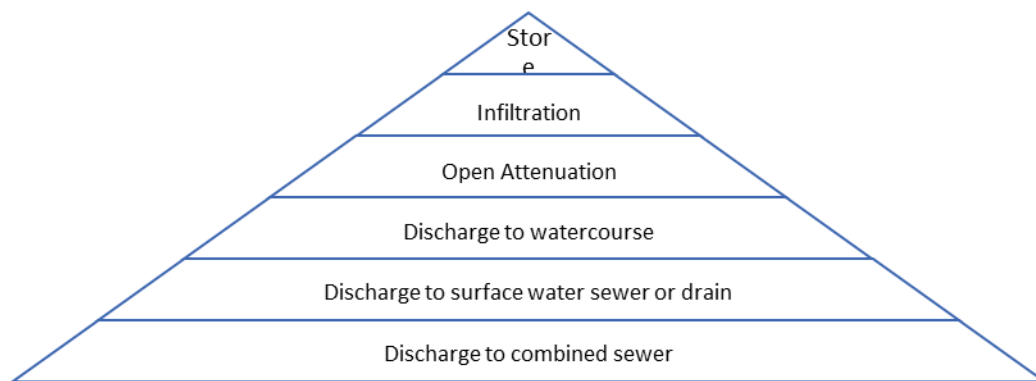 Stor
e
Infiltration
Open Attenuation
Discharge to watercourse
Discharge to surface water sewer or drain
Discharge to combined sewer